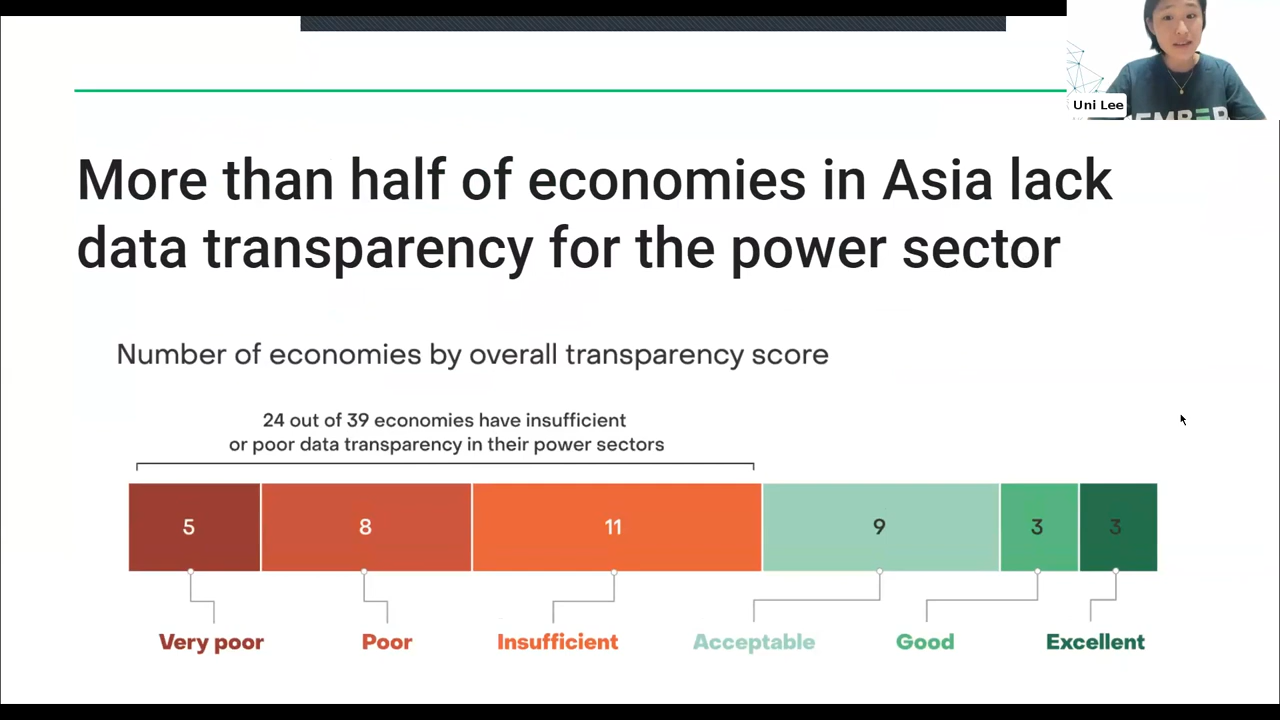 Uni Lee
EMBER
More than half of economies in Asia lack
data transparency for the power sector
Number of economies by overall transparency score
24 out of 39 economies have insufficient
or poor data transparency in their power sectors
5 8 11 9 3 3
Very poor Poor Insufficient Acceptable Good Excellent